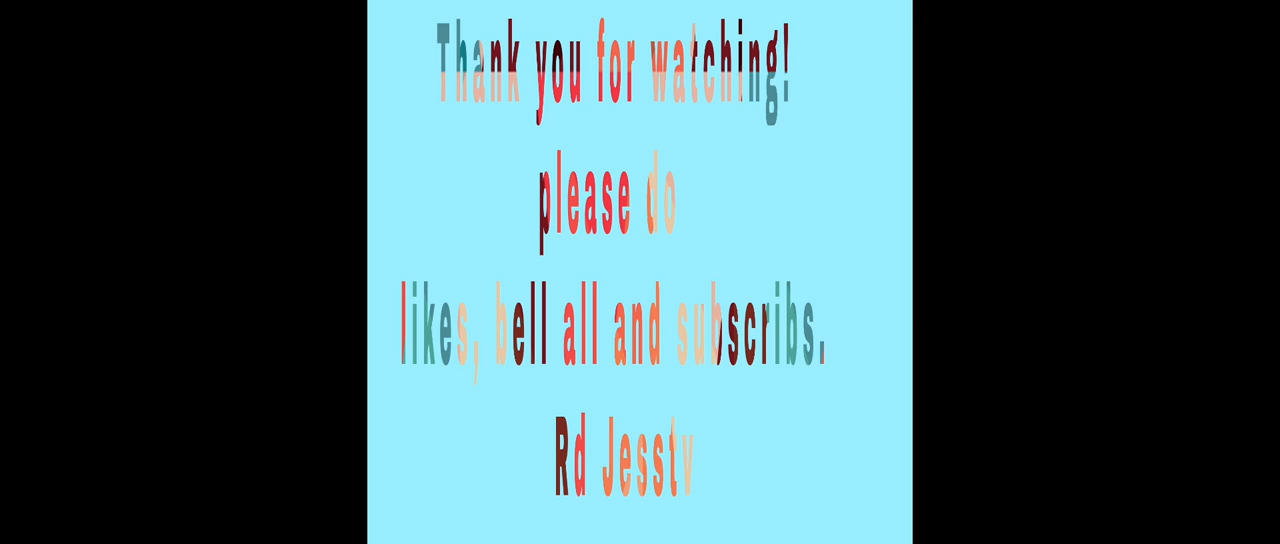 Thank you for watching!
please do
likes, bell all and subscribs.
Rd Jesstv